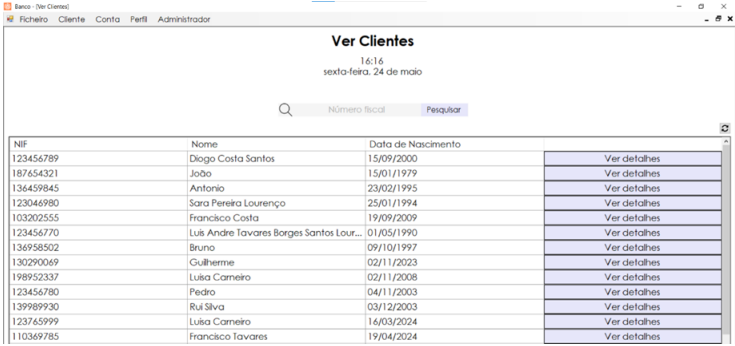 Banco - [Ver Clientes]
Ficheiro Cliente Conta Perfil Administrador
Ver Clientes
16:16
sexta-feira, 24 de maio
Número fiscal Pesquisar
NIF Nome Data de Nascimento
123456789 Diogo Costa Santos 15/09/2000 Ver detalhes
187654321 João 15/01/1979 Ver detalhes
136459845 Antonio 23/02/1995 Ver detalhes
123046980 Sara Pereira Lourenço 25/01/1994 Ver detalhes
103202555 Francisco Costa 19/09/2009 Ver detalhes
123456770 Luis Andre Tavares Borges Santos Lour... 01/05/1990 Ver detalhes
136958502 Bruno 09/10/1997 Ver detalhes
130290069 Guilherme 02/11/2023 Ver detalhes
198952337 Luisa Carneiro 02/11/2008 Ver detalhes
123456780 Pedro 04/11/2003 Ver detalhes
139989930 Rui Silva 03/12/2003 Ver detalhes
123765999 Luisa Carneiro 16/03/2024 Ver detalhes
110369785 Francisco Tavares 19/04/2024 Ver detalhes